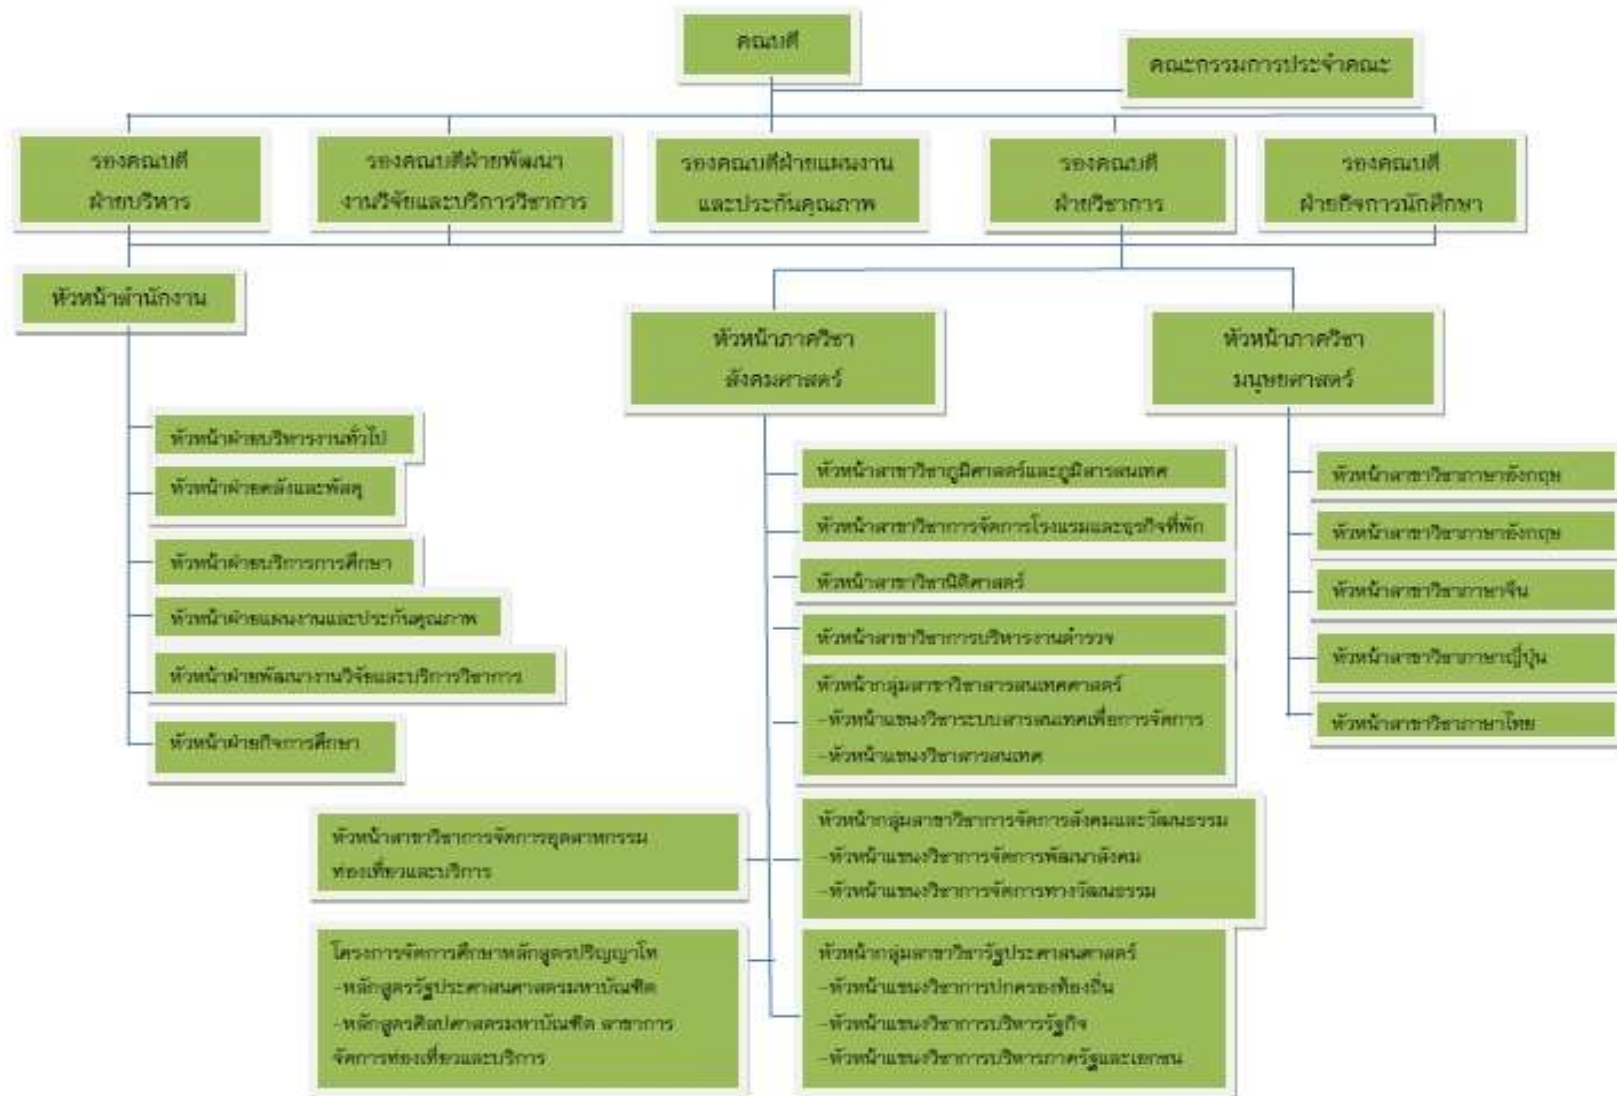 คณบดี
คณะกรรมการประจำคณะ
รองคณบดี
ฝ่ายบริหาร
รองคณบดีฝ่ายพัฒนา
งานวิจัยและบริการวิชาการ
รองคณบดีฝ่ายแผนงาน
และประกันคุณภาพ
รองคณบดี
ฝ่ายวิชาการ
รองคณบดี
ฝ่ายกิจการนักศึกษา
หัวหน้าสำนักงาน
หัวหน้าภาควิชา
สังคมศาสตร์
หัวหน้าภาควิชา
มนุษยศาสตร์
หัวหน้าฝ่ายบริหารงานทั่วไป
หัวหน้าฝ่ายคลังและพัสดุ
หัวหน้าฝ่ายบริการการศึกษา
หัวหน้าฝ่ายแผนงานและประกันคุณภาพ
หัวหน้าฝ่ายพัฒนางานวิจัยและบริการวิชาการ
หัวหน้าฝ่ายกิจการศึกษา
หัวหน้าสาขาวิชาภูมิศาสตร์และภูมิสารสนเทศ
หัวหน้าสาขาวิชาการจัดการโรงแรมและธุรกิจที่พัก
หัวหน้าสาขาวิชานิติศาสตร์
หัวหน้าสาขาวิชาการบริหารงานตำรวจ
หัวหน้ากลุ่มสาขาวิชาสารสนเทศศาสตร์
-หัวหน้าแขนงวิชาระบบสารสนเทศเพื่อการจัดการ
-หัวหน้าแขนงวิชาสารสนเทศ
หัวหน้าสาขาวิชาการจัดการอุตสาหกรรม
ท่องเที่ยวและบริการ
หัวหน้ากลุ่มสาขาวิชาการจัดการสังคมและวัฒนธรรม
-หัวหน้าแขนงวิชาการจัดการพัฒนาสังคม
-หัวหน้าแขนงวิชาการจัดการทางวัฒนธรรม
โครงการจัดการศึกษาหลักสูตรปริญญาโท
-หลักสูตรรัฐประศาสนศาสตรมหาบัณฑิต
-หลักสูตรศิลปศาสตรมหาบัณฑิต สาขาการ
จัดการท่องเที่ยวและบริการ
หัวหน้ากลุ่มสาขาวิชารัฐประศาสนศาสตร์
-หัวหน้าแขนงวิชาการปกครองท้องถิ่น
-หัวหน้าแขนงวิชาการบริหารรัฐกิจ
-หัวหน้าแขนงวิชาการบริหารภาครัฐและเอกชน
หัวหน้าสาขาวิชาภาษาอังกฤษ
หัวหน้าสาขาวิชาภาษาอังกฤษ
หัวหน้าสาขาวิชาภาษาจีน
หัวหน้าสาขาวิชาภาษาญี่ปุ่น
หัวหน้าสาขาวิชาภาษาไทย